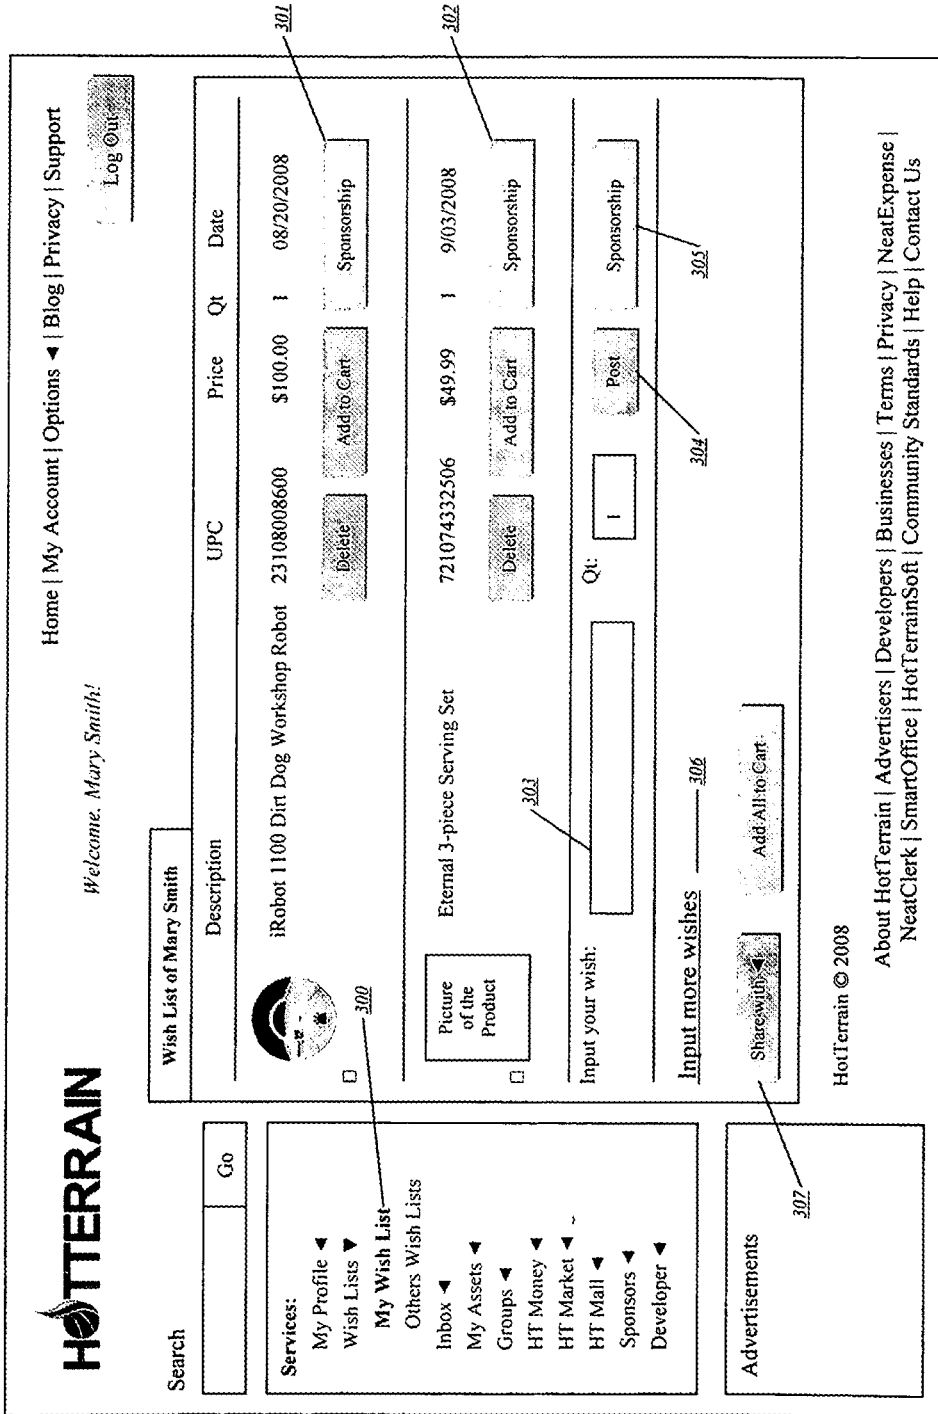 HOTTERRAIN
Home | My Account | Options ◄ | Blog | Privacy | Support
Welcome, Mary Smith!
Log Out
Search
Go
Services:
My Profile ◄
Wish Lists ▼
My Wish List
Others Wish Lists
Inbox ◄
My Assets ◄
Groups ◄
HT Money ◄
HT Market ◄
HT Mall ◄
Sponsors ◄
Developer ◄
Advertisements
Wish List of Mary Smith
Description UPC Price Qt Date
iRobot 1100 Dirt Dog Workshop Robot 23108008600 $100.00 1 08/20/2008
Delete Add to Cart Sponsorship
301
300
Picture
of the
Product
Eternal 3-piece Serving Set 721074332506 $49.99 1 9/03/2008
Delete Add to Cart Sponsorship
302
303
Input your wish: Qt: 1 Post Sponsorship
304
305
Input more wishes
306
Share with ◄ Add All to Cart
307
HotTerrain © 2008
About HotTerrain | Advertisers | Developers | Businesses | Terms | Privacy | NeatExpense |
NeatClerk | SmartOffice | HotTerrainSoft | Community Standards | Help | Contact Us